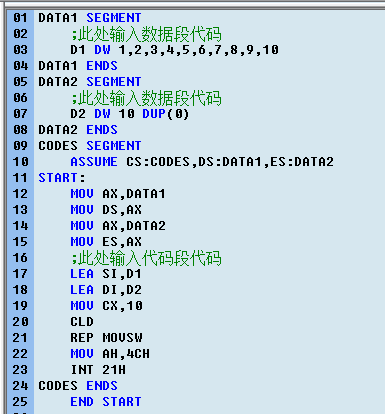 01 DATA1 SEGMENT
02 ;此处输入数据段代码
03 D1 DW 1,2,3,4,5,6,7,8,9,10
04 DATA1 ENDS
05 DATA2 SEGMENT
06 ;此处输入数据段代码
07 D2 DW 10 DUP(0)
08 DATA2 ENDS
09 CODES SEGMENT
10 ASSUME CS:CODES,DS:DATA1,ES:DATA2
11 START:
12 MOV AX,DATA1
13 MOV DS,AX
14 MOV AX,DATA2
15 MOV ES,AX
16 ;此处输入代码段代码
17 LEA SI,D1
18 LEA DI,D2
19 MOV CX,10
20 CLD
21 REP MOVSW
22 MOV AH,4CH
23 INT 21H
24 CODES ENDS
25 END START